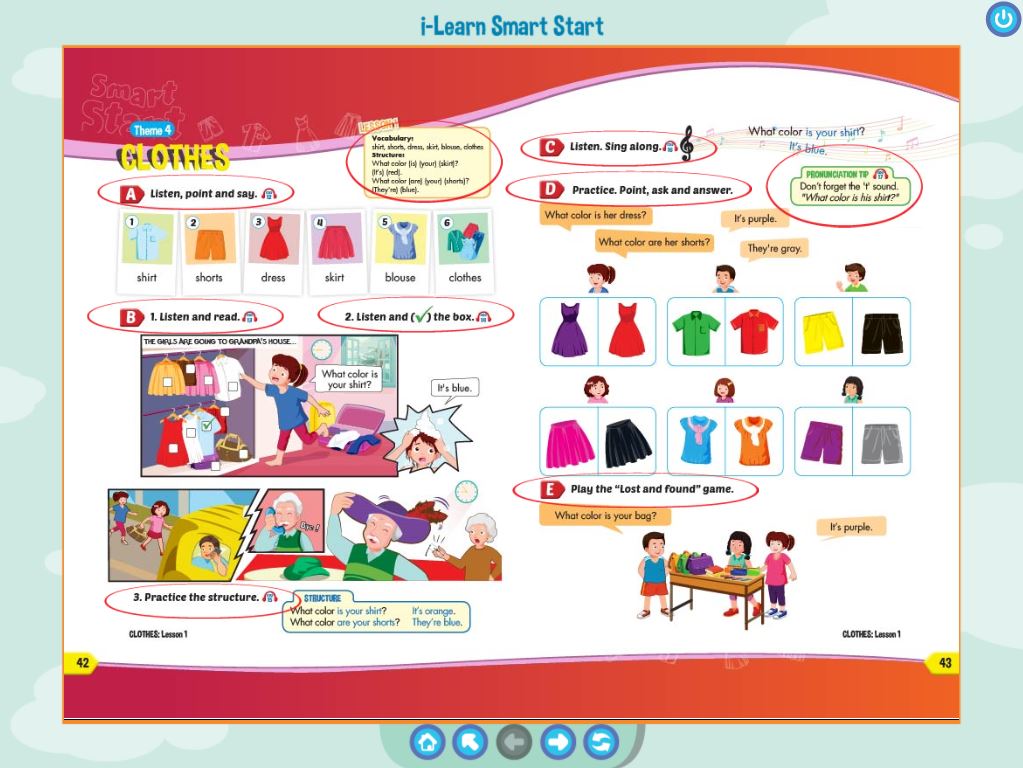 i-Learn Smart Start
Smart
Start
Theme 4
CLOTHES
LESSON 1
Vocabulary:
shirt, shorts, dress, skirt, blouse, clothes
Structure:
What color (is) (your) (skirt)?
(It's) (red).
What color (are) (your) (shorts)?
(They're) (blue).
A Listen, point and say.
1
2
3
4
5
6
shirt
shorts
dress
skirt
blouse
clothes
B 1. Listen and read.
2. Listen and (✓) the box.
THE GIRLS ARE GOING TO GRANDPA'S HOUSE...
What color is
your shirt?
It's blue.
Bye!
3. Practice the structure.
STRUCTURE
What color is your shirt? It's orange.
What color are your shorts? They're blue.
CLOTHES: Lesson 1
42
C Listen. Sing along.
What color is your shirt?
It's blue.
D Practice. Point, ask and answer.
PRONUNCIATION TIP
Don't forget the 't' sound.
"What color is his shirt?"
What color is her dress?
It's purple.
What color are her shorts?
They're gray.
E Play the "Lost and found" game.
What color is your bag?
It's purple.
CLOTHES: Lesson 1
43